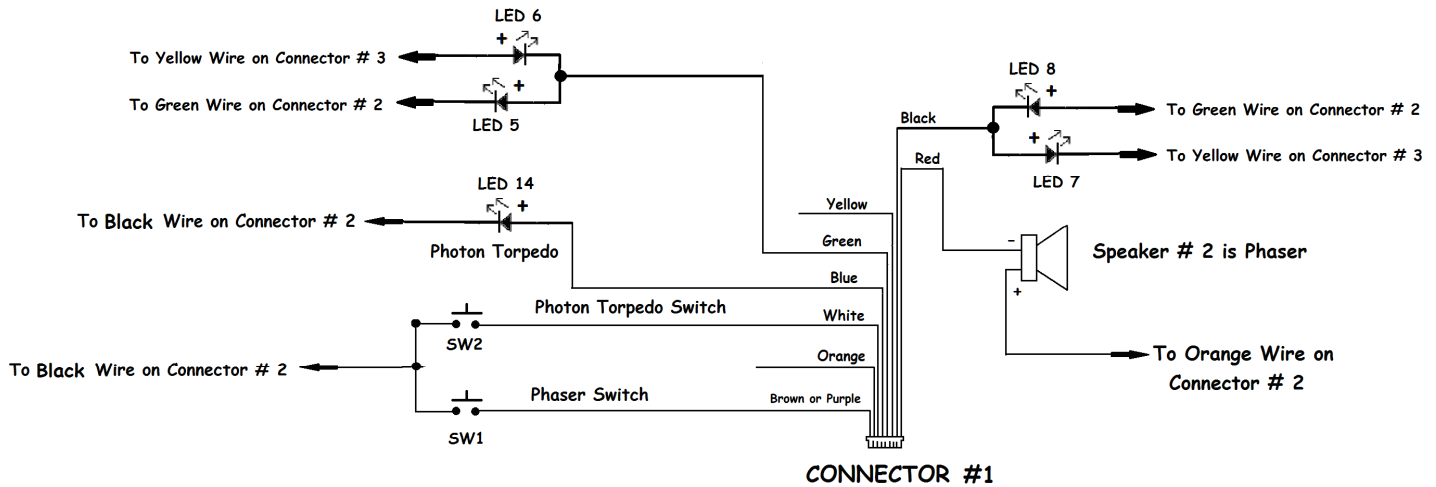 LED 6
+
To Yellow Wire on Connector # 3
+
To Green Wire on Connector # 2
LED 5
LED 8
+
To Green Wire on Connector # 2
Black
+
To Yellow Wire on Connector # 3
LED 7
Red
LED 14
+
To Black Wire on Connector # 2
Photon Torpedo
Yellow
Green
Blue
-
Speaker # 2 is Phaser
+
Photon Torpedo Switch
White
SW2
To Orange Wire on
Connector # 2
Orange
To Black Wire on Connector # 2
Phaser Switch
Brown or Purple
SW1
CONNECTOR #1